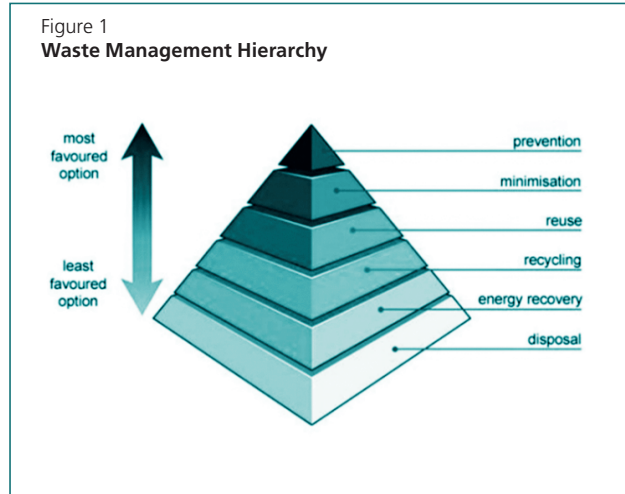 Figure 1
Waste Management Hierarchy
most
favoured
option
least
favoured
option
prevention
minimisation
reuse
recycling
energy recovery
disposal